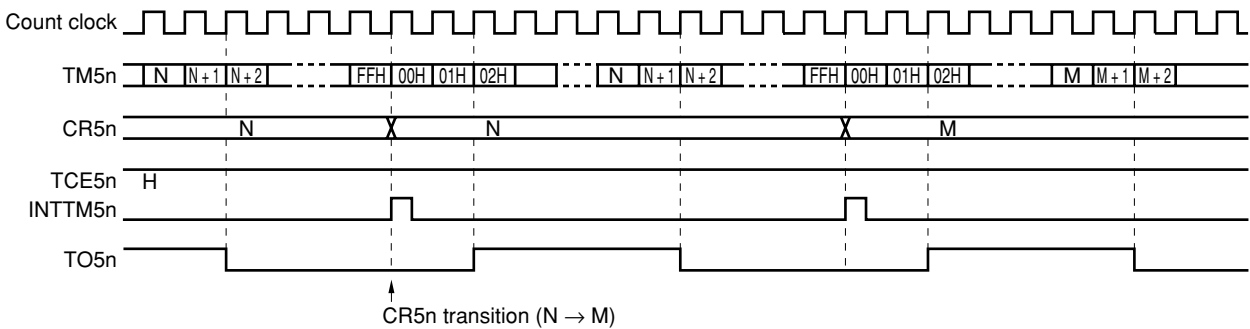 Count clock
TM5n N N + 1 N + 2 FFH 00H 01H 02H N N + 1 N + 2 FFH 00H 01H 02H M M + 1 M + 2
CR5n N N M
TCE5n H
INTTM5n
TO5n
CR5n transition (N → M)